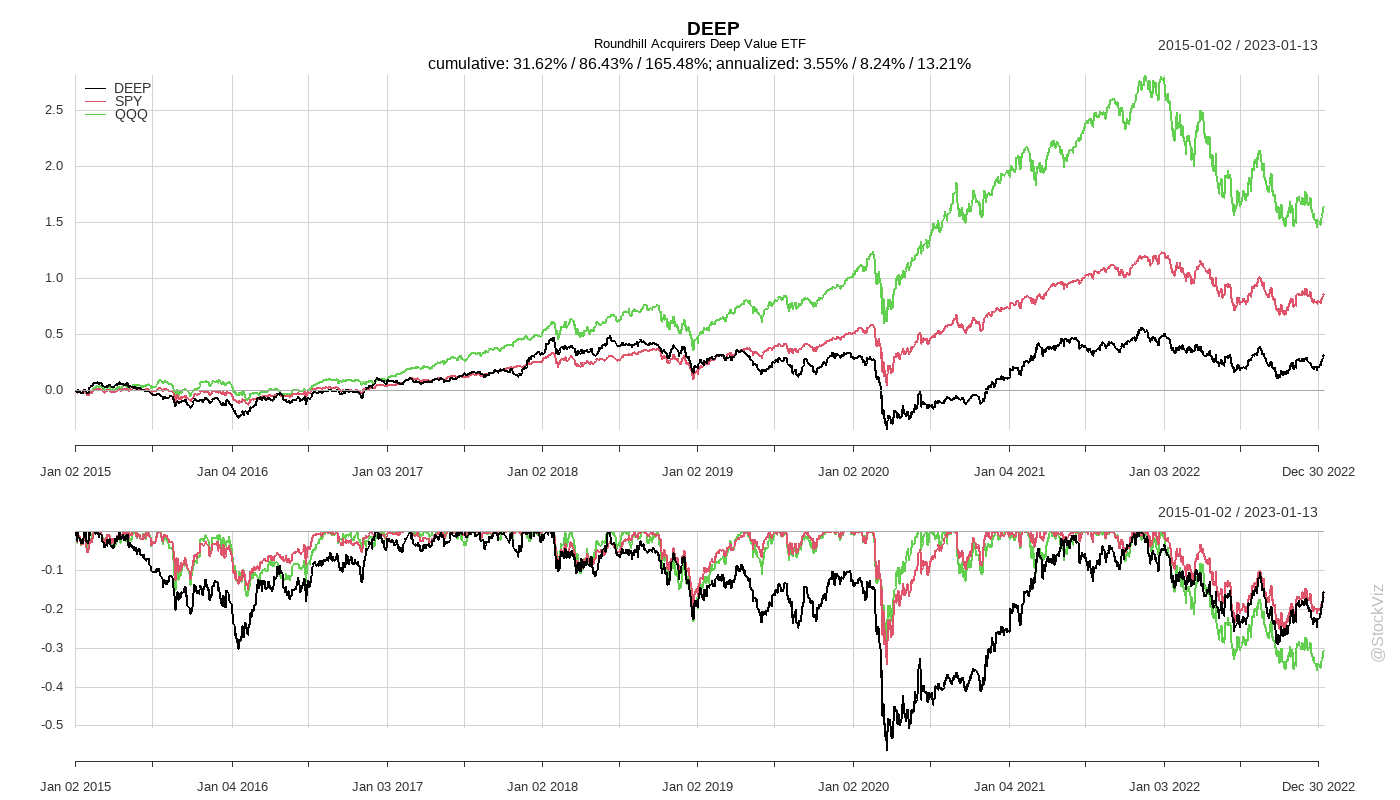 DEEP
Roundhill Acquirers Deep Value ETF
2015-01-02 / 2023-01-13
cumulative: 31.62% / 86.43% / 165.48%; annualized: 3.55% / 8.24% / 13.21%
DEEP
SPY
QQQ
2.5
2.0
1.5
1.0
0.5
0.0
Jan 02 2015 Jan 04 2016 Jan 03 2017 Jan 02 2018 Jan 02 2019 Jan 02 2020 Jan 04 2021 Jan 03 2022 Dec 30 2022
2015-01-02 / 2023-01-13
-0.1
-0.2
-0.3
-0.4
-0.5
@StockViz
Jan 02 2015 Jan 04 2016 Jan 03 2017 Jan 02 2018 Jan 02 2019 Jan 02 2020 Jan 04 2021 Jan 03 2022 Dec 30 2022